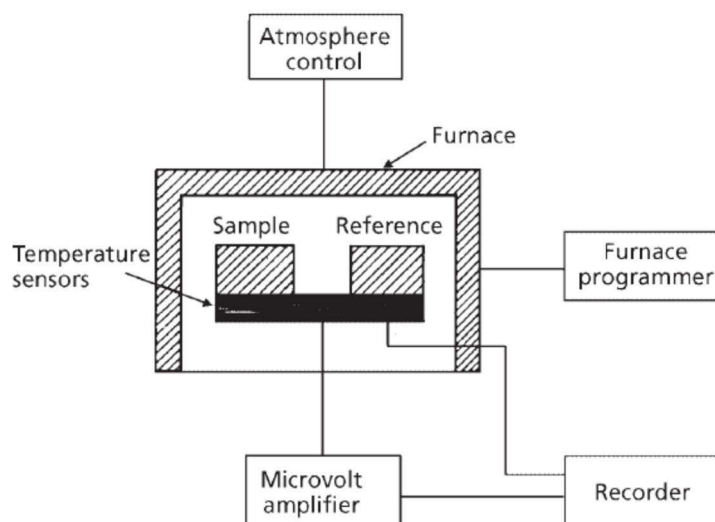 Atmosphere
control
Furnace
Sample
Reference
Temperature
sensors
Furnace
programmer
Microvolt
amplifier
Recorder